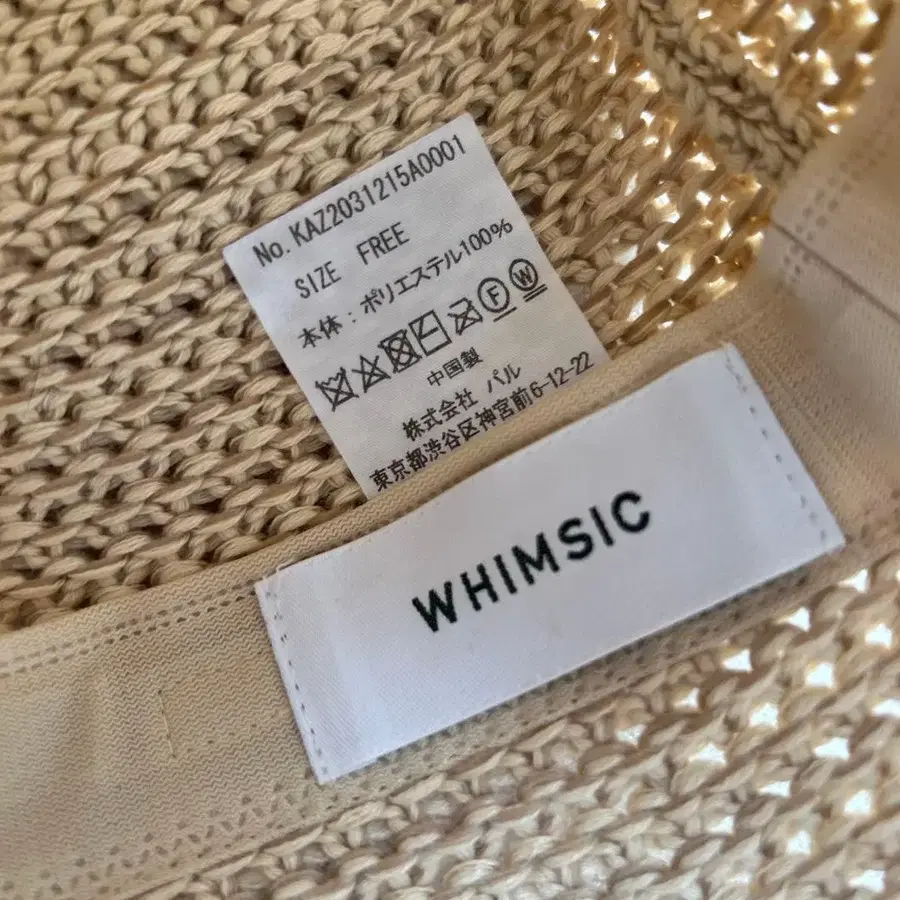 No. KAZ2031215A0001
SIZE FREE
本体：ポリエステル100%
F W
中国製
株式会社 パル
東京都渋谷区神宮前6-12-22
WHIMSIC